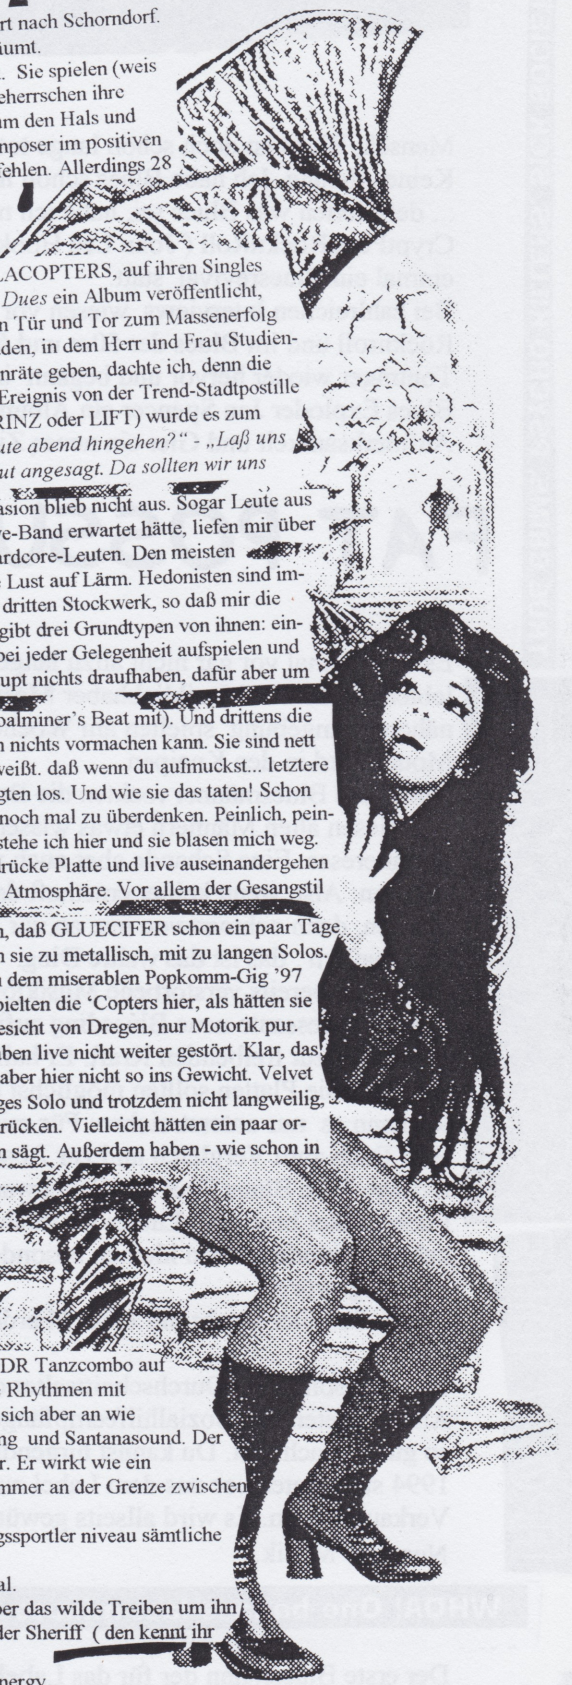 rt nach Schorndorf.
äumt.
. Sie spielen (weis
eherrschen ihre
um den Hals und
nposer im positiven
fehlen. Allerdings 28
LACOPTERS, auf ihren Singles
Dues ein Album veröffentlicht,
n Tür und Tor zum Massenerfolg
nden, in dem Herr und Frau Studien-
nräte geben, dachte ich, denn die
Ereignis von der Trend-Stadtpostille
RINZ oder LIFT) wurde es zum
ute abend hingehen?" - „Laß uns
ut angesagt. Da sollten wir uns
asion blieb nicht aus. Sogar Leute aus
ve-Band erwartet hätte, liefen mir über
ardcore-Leuten. Den meisten
e Lust auf Lärm. Hedonisten sind im-
dritten Stockwerk, so daß mir die
gibt drei Grundtypen von ihnen: ein-
bei jeder Gelegenheit aufspielen und
upt nichts draufhaben, dafür aber um
oalminer's Beat mit). Und drittens die
n nichts vormachen kann. Sie sind nett
weißt. daß wenn du aufmuckst... letztere
gten los. Und wie sie das taten! Schon
noch mal zu überdenken. Peinlich, pein-
stehe ich hier und sie blasen mich weg.
drücke Platte und live auseinandergehen
Atmosphäre. Vor allem der Gesangstil
n, daß GLUECIFER schon ein paar Tage
n sie zu metallisch, mit zu langen Solos.
n dem miserablen Popkomm-Gig '97
pielten die 'Copters hier, als hätten sie
esicht von Dregen, nur Motorik pur.
aben live nicht weiter gestört. Klar, das
aber hier nicht so ins Gewicht. Velvet
ges Solo und trotzdem nicht langweilig,
rücken. Vielleicht hätten ein paar or-
n sägt. Außerdem haben - wie schon in
DR Tanzcombo auf
Rhythmen mit
sich aber an wie
ng und Santanasound. Der
r. Er wirkt wie ein
mmer an der Grenze zwischen
gssportler niveau sämtliche
al.
ber das wilde Treiben um ihn
der Sheriff ( den kennt ihr
nergy